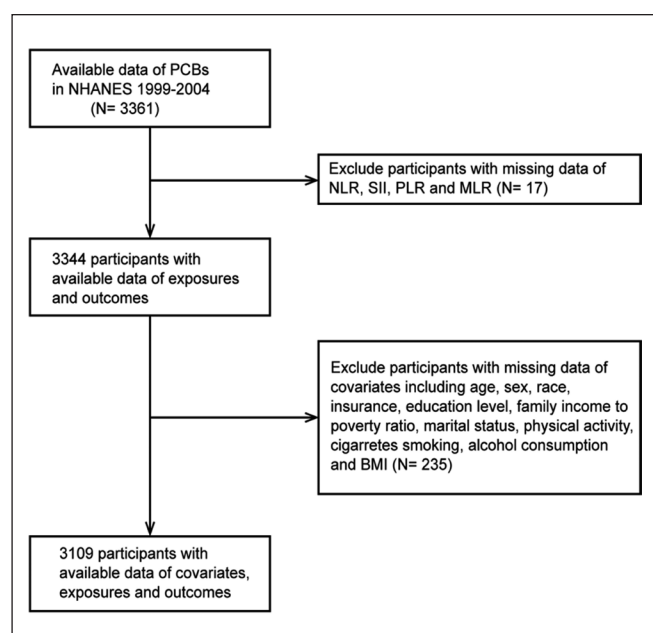 Available data of PCBs
in NHANES 1999-2004
(N= 3361)
Exclude participants with missing data of
NLR, SII, PLR and MLR (N= 17)
3344 participants with
available data of exposures
and outcomes
Exclude participants with missing data of
covariates including age, sex, race,
insurance, education level, family income to
poverty ratio, marital status, physical activity,
cigarretes smoking, alcohol consumption
and BMI (N= 235)
3109 participants with
available data of covariates,
exposures and outcomes